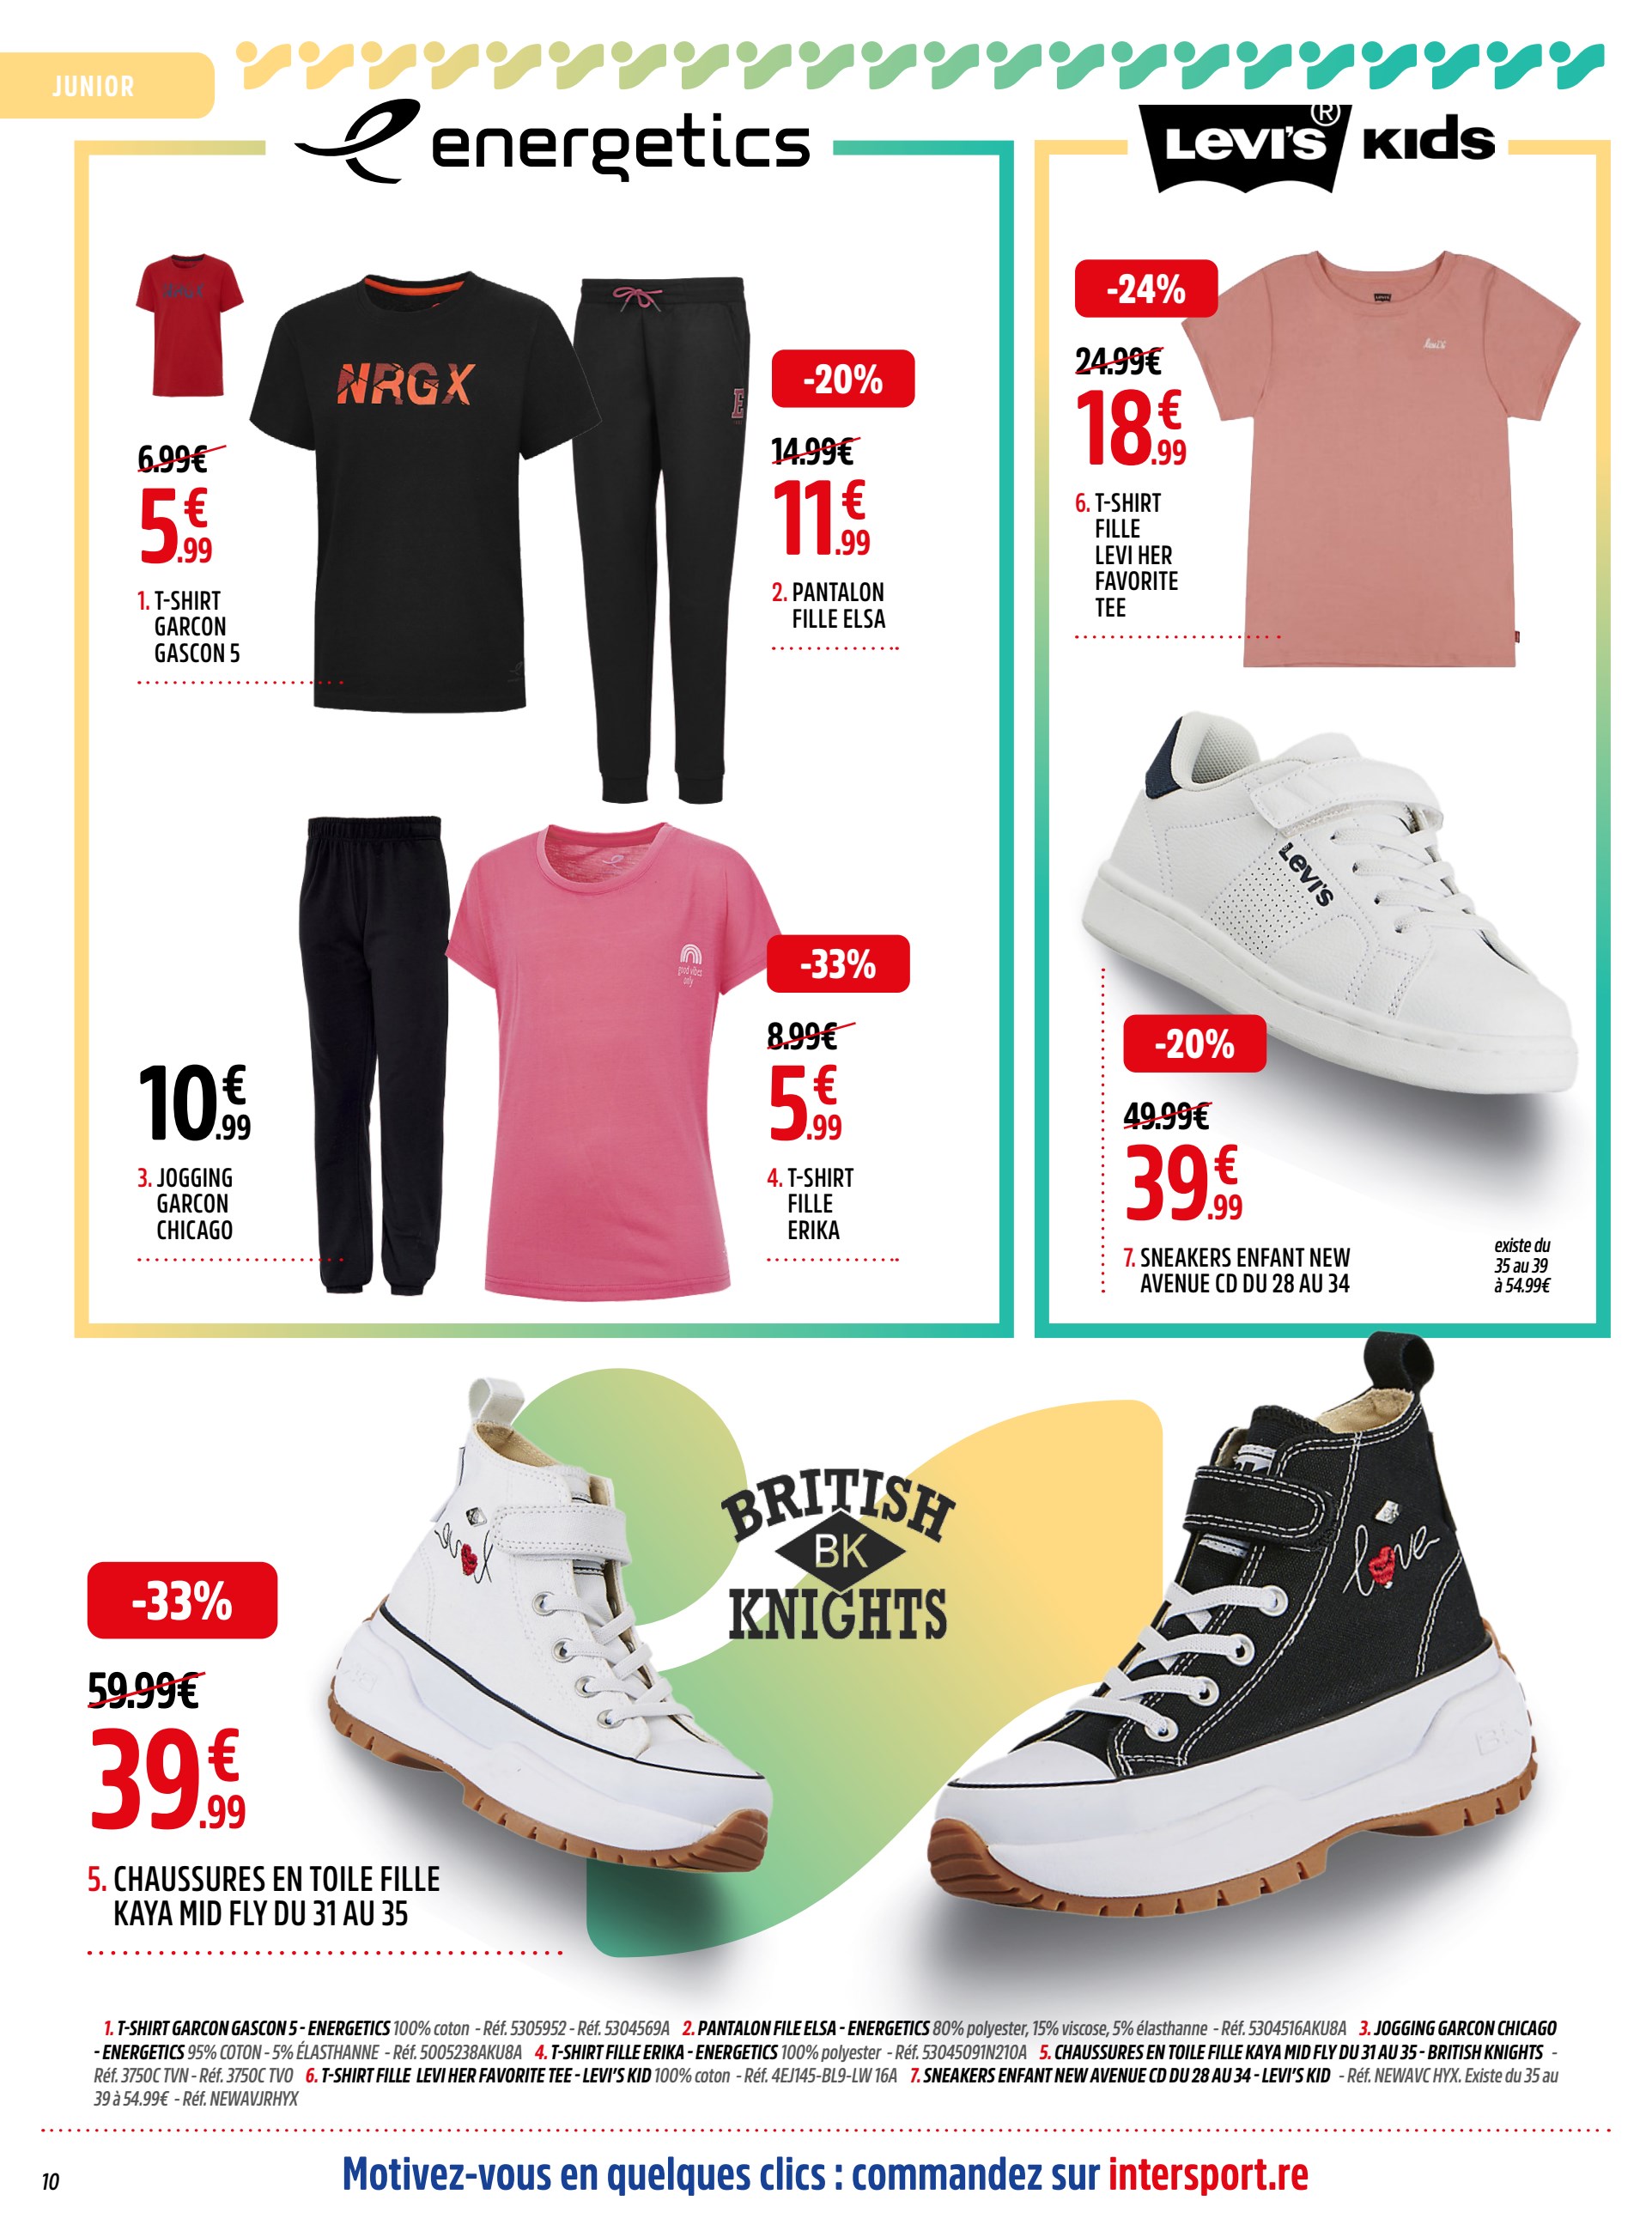 JUNIOR
energetics
LEVI'S® KIDS
NRGX
NRGX
E
6.99€
5€.99
1. T-SHIRT
GARCON
GASCON 5
-20%
14.99€
11€.99
2. PANTALON
FILLE ELSA
10€.99
3. JOGGING
GARCON
CHICAGO
good vibes
only
-33%
8.99€
5€.99
4. T-SHIRT
FILLE
ERIKA
-24%
24.99€
18€.99
6. T-SHIRT
FILLE
LEVI HER
FAVORITE
TEE
Levi's
LEVI'S
-20%
49.99€
39€.99
7. SNEAKERS ENFANT NEW
AVENUE CD DU 28 AU 34
existe du
35 au 39
à 54.99€
BRITISH
BK
KNIGHTS
love
BK
-33%
59.99€
39€.99
5. CHAUSSURES EN TOILE FILLE
KAYA MID FLY DU 31 AU 35
1. T-SHIRT GARCON GASCON 5 - ENERGETICS 100% coton - Réf. 5305952 - Réf. 5304569A 2. PANTALON FILE ELSA - ENERGETICS 80% polyester, 15% viscose, 5% élasthanne - Réf. 5304516AKU8A 3. JOGGING GARCON CHICAGO
- ENERGETICS 95% COTON - 5% ÉLASTHANNE - Réf. 5005238AKU8A 4. T-SHIRT FILLE ERIKA - ENERGETICS 100% polyester - Réf. 53045091N210A 5. CHAUSSURES EN TOILE FILLE KAYA MID FLY DU 31 AU 35 - BRITISH KNIGHTS -
Réf. 3750C TVN - Réf. 3750C TVO 6. T-SHIRT FILLE LEVI HER FAVORITE TEE - LEVI'S KID 100% coton - Réf. 4EJ145-BL9-LW 16A 7. SNEAKERS ENFANT NEW AVENUE CD DU 28 AU 34 - LEVI'S KID - Réf. NEWAVC HYX. Existe du 35 au
39 à 54.99€ - Réf. NEWAVJRHYX
10
Motivez-vous en quelques clics : commandez sur intersport.re